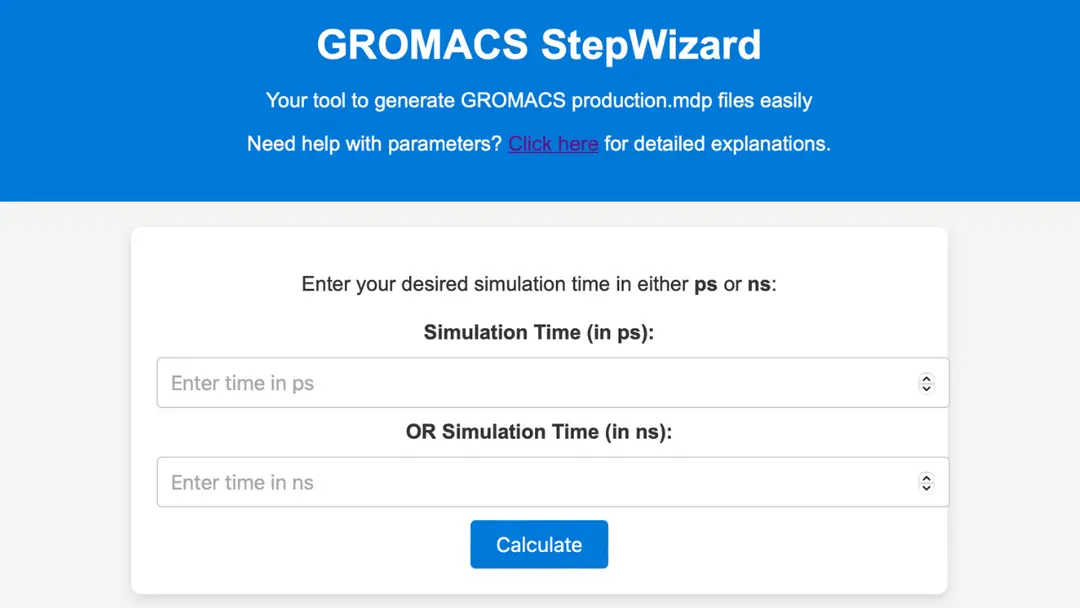 GROMACS StepWizard
Your tool to generate GROMACS production.mdp files easily
Need help with parameters? Click here for detailed explanations.
Enter your desired simulation time in either ps or ns:
Simulation Time (in ps):
Enter time in ps
OR Simulation Time (in ns):
Enter time in ns
Calculate